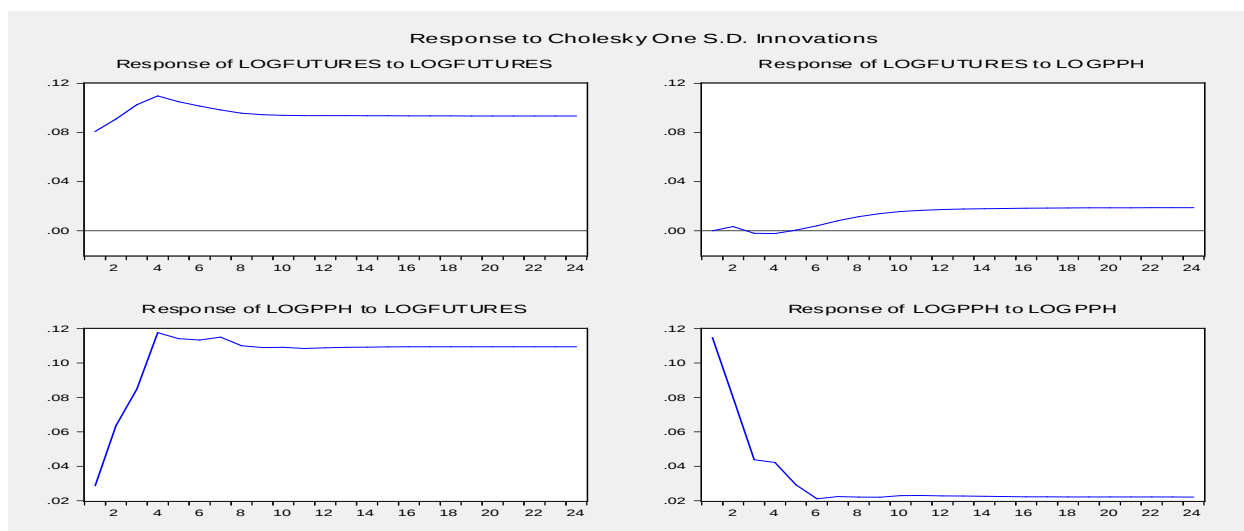 Response to Cholesky One S.D. Innovations
Response of LOGFUTURES to LOGFUTURES
.12
.08
.04
.00
2 4 6 8 10 12 14 16 18 20 22 24
Response of LOGFUTURES to LOGPPH
.12
.08
.04
.00
2 4 6 8 10 12 14 16 18 20 22 24
Response of LOGPPH to LOGFUTURES
.12
.10
.08
.06
.04
.02
2 4 6 8 10 12 14 16 18 20 22 24
Response of LOGPPH to LOGPPH
.12
.10
.08
.06
.04
.02
2 4 6 8 10 12 14 16 18 20 22 24